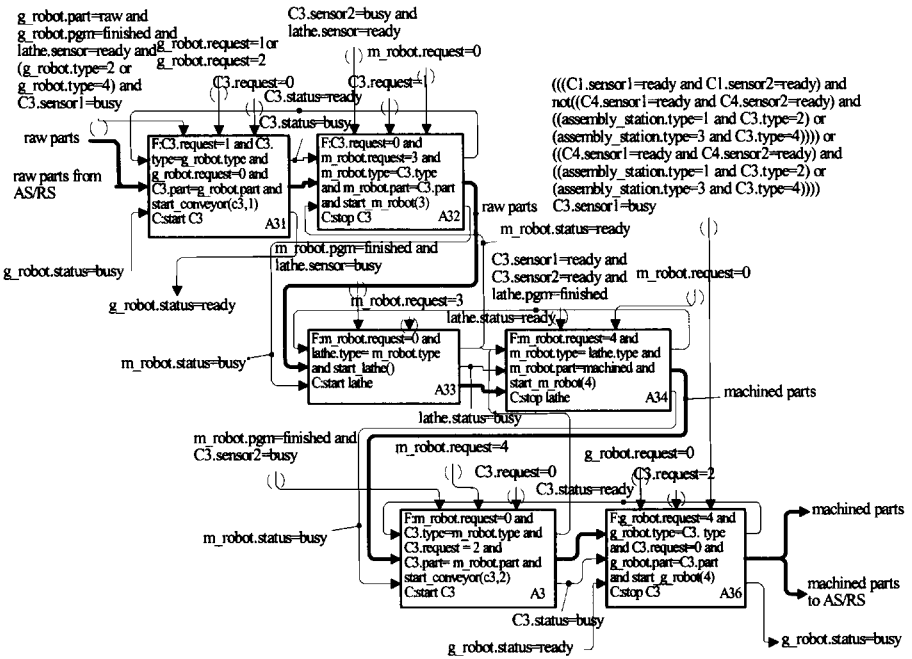 g_robot.part=raw and
g_robot.pgm=finished and
lathe.sensor=ready and
(g_robot.type=2 or
g_robot.type=4) and
C3.sensor1=busy
g_robot.request=1 or
g_robot.request=2
C3.sensor2=busy and
lathe.sensor=ready
m_robot.request=0
C3.request=0
C3.request=1
C3.status=ready
C3.status=busy
((((C1.sensor1=ready and C1.sensor2=ready) and
not((C4.sensor1=ready and C4.sensor2=ready) and
((assembly_station.type=1 and C3.type=2) or
(assembly_station.type=3 and C3.type=4)))) or
((C4.sensor1=ready and C4.sensor2=ready) and
((assembly_station.type=1 and C3.type=2) or
(assembly_station.type=3 and C3.type=4))))
C3.sensor1=busy
raw parts
raw parts from
AS/RS
F:C3.request=1 and C3.
type=g_robot.type and
g_robot.request=0 and
C3.part=g_robot.part and
start_conveyor(c3,1)
C:start C3
A31
F:C3.request=0 and
m_robot.request=3 and
m_robot.type=C3.type
and m_robot.part=C3.part
and start_m_robot(3)
C:stop C3
A32
raw parts
m_robot.status=ready
g_robot.status=busy
g_robot.status=ready
m_robot.pgm=finished and
lathe.sensor=busy
C3.sensor1=ready and
C3.sensor2=ready and
lathe.pgm=finished
m_robot.request=0
m_robot.request=3
lathe.status=ready
m_robot.status=busy
F:m_robot.request=0 and
lathe.type= m_robot.type
and start_lathe()
C:start lathe
A33
F:m_robot.request=4 and
m_robot.type= lathe.type and
m_robot.part=machined and
start_m_robot(4)
C:stop lathe
A34
lathe.status=busy
machined parts
m_robot.pgm=finished and
C3.sensor2=busy
m_robot.request=4
C3.request=0
g_robot.request=0
C3.request=2
C3.status=ready
m_robot.status=busy
F:m_robot.request=0 and
C3.type=m_robot.type and
C3.request = 2 and
C3.part= m_robot.part and
start_conveyor(c3,2)
C:start C3
A3
F:g_robot.request=4 and
g_robot.type=C3. type
and C3.request=0 and
g_robot.part=C3.part
and start_g_robot(4)
C:stop C3
A36
machined parts
machined parts
to AS/RS
C3.status=busy
g_robot.status=ready
g_robot.status=busy